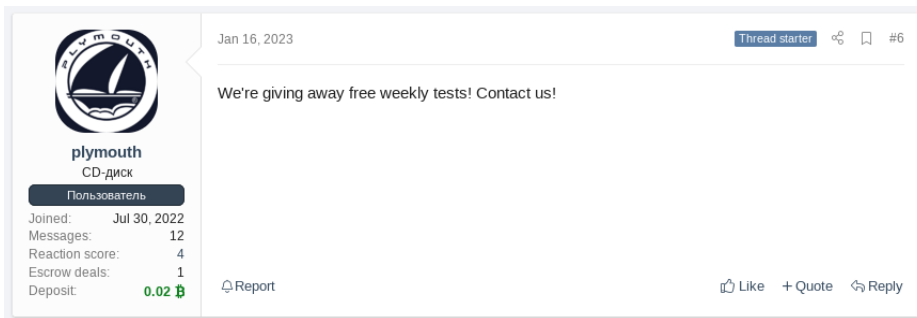 PLYMOUTH
Jan 16, 2023
Thread starter
#6
We're giving away free weekly tests! Contact us!
plymouth
CD-диск
Пользователь
Joined: Jul 30, 2022
Messages: 12
Reaction score: 4
Escrow deals: 1
Deposit: 0.02 ₿
Report
Like
+ Quote
Reply